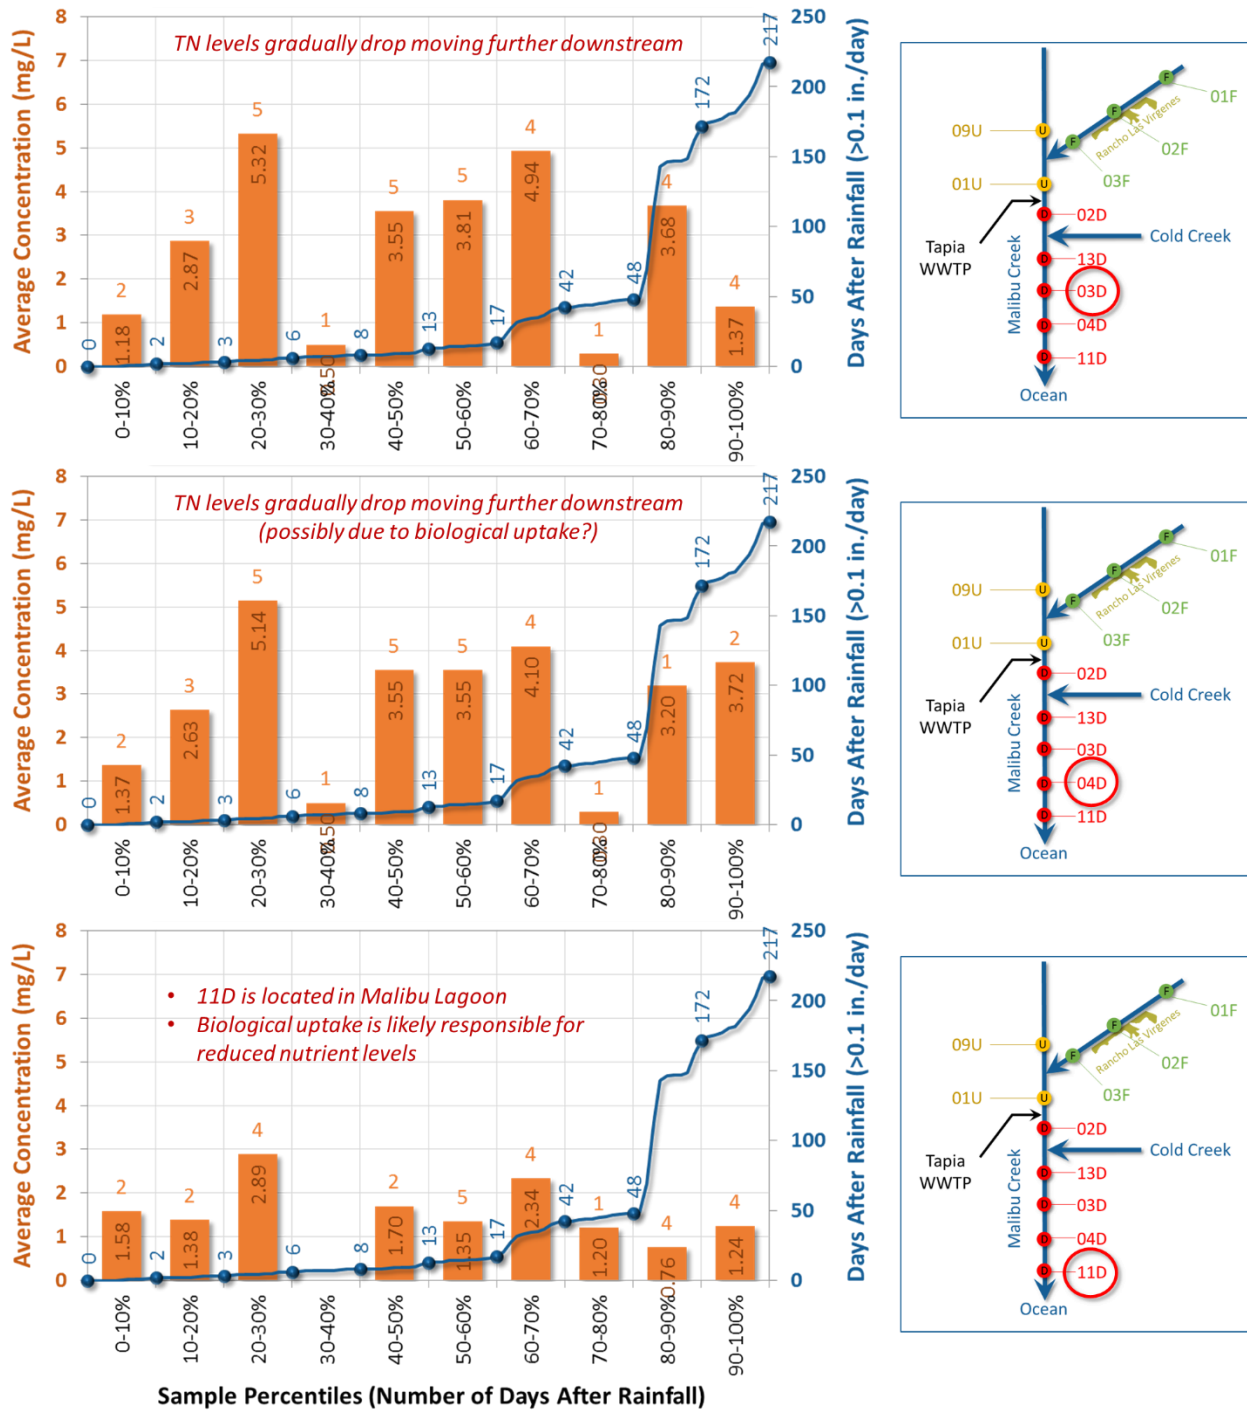 TN levels gradually drop moving further downstream
Average Concentration (mg/L)
8
7
6
5
4
3
2
1
0
2
3
5
1
5
5
4
1
4
4
1.18
2.87
5.32
0.50
3.55
3.81
4.94
0.30
3.68
1.37
0
2
3
6
8
13
17
42
48
172
217
250
200
150
100
50
0
Days After Rainfall (>0.1 in./day)
0-10%
10-20%
20-30%
30-40%
40-50%
50-60%
60-70%
70-80%
80-90%
90-100%
F
01F
F
02F
Rancho Las Virgenes
F
03F
09U
U
01U
U
Tapia
WWTP
D
02D
Cold Creek
D
13D
D
03D
D
04D
D
11D
Malibu Creek
Ocean
TN levels gradually drop moving further downstream
(possibly due to biological uptake?)
Average Concentration (mg/L)
8
7
6
5
4
3
2
1
0
2
3
5
1
5
5
4
1
1
2
1.37
2.63
5.14
0.50
3.55
3.55
4.10
0.30
3.20
3.72
0
2
3
6
8
13
17
42
48
172
217
250
200
150
100
50
0
Days After Rainfall (>0.1 in./day)
0-10%
10-20%
20-30%
30-40%
40-50%
50-60%
60-70%
70-80%
80-90%
90-100%
F
01F
F
02F
Rancho Las Virgenes
F
03F
09U
U
01U
U
Tapia
WWTP
D
02D
Cold Creek
D
13D
D
03D
D
04D
D
11D
Malibu Creek
Ocean
• 11D is located in Malibu Lagoon
• Biological uptake is likely responsible for
reduced nutrient levels
Average Concentration (mg/L)
8
7
6
5
4
3
2
1
0
2
2
4
2
5
4
1
4
4
1.58
1.38
2.89
1.70
1.35
2.34
1.20
0.76
1.24
0
2
3
6
8
13
17
42
48
172
217
250
200
150
100
50
0
Days After Rainfall (>0.1 in./day)
0-10%
10-20%
20-30%
30-40%
40-50%
50-60%
60-70%
70-80%
80-90%
90-100%
Sample Percentiles (Number of Days After Rainfall)
F
01F
F
02F
Rancho Las Virgenes
F
03F
09U
U
01U
U
Tapia
WWTP
D
02D
Cold Creek
D
13D
D
03D
D
04D
D
11D
Malibu Creek
Ocean